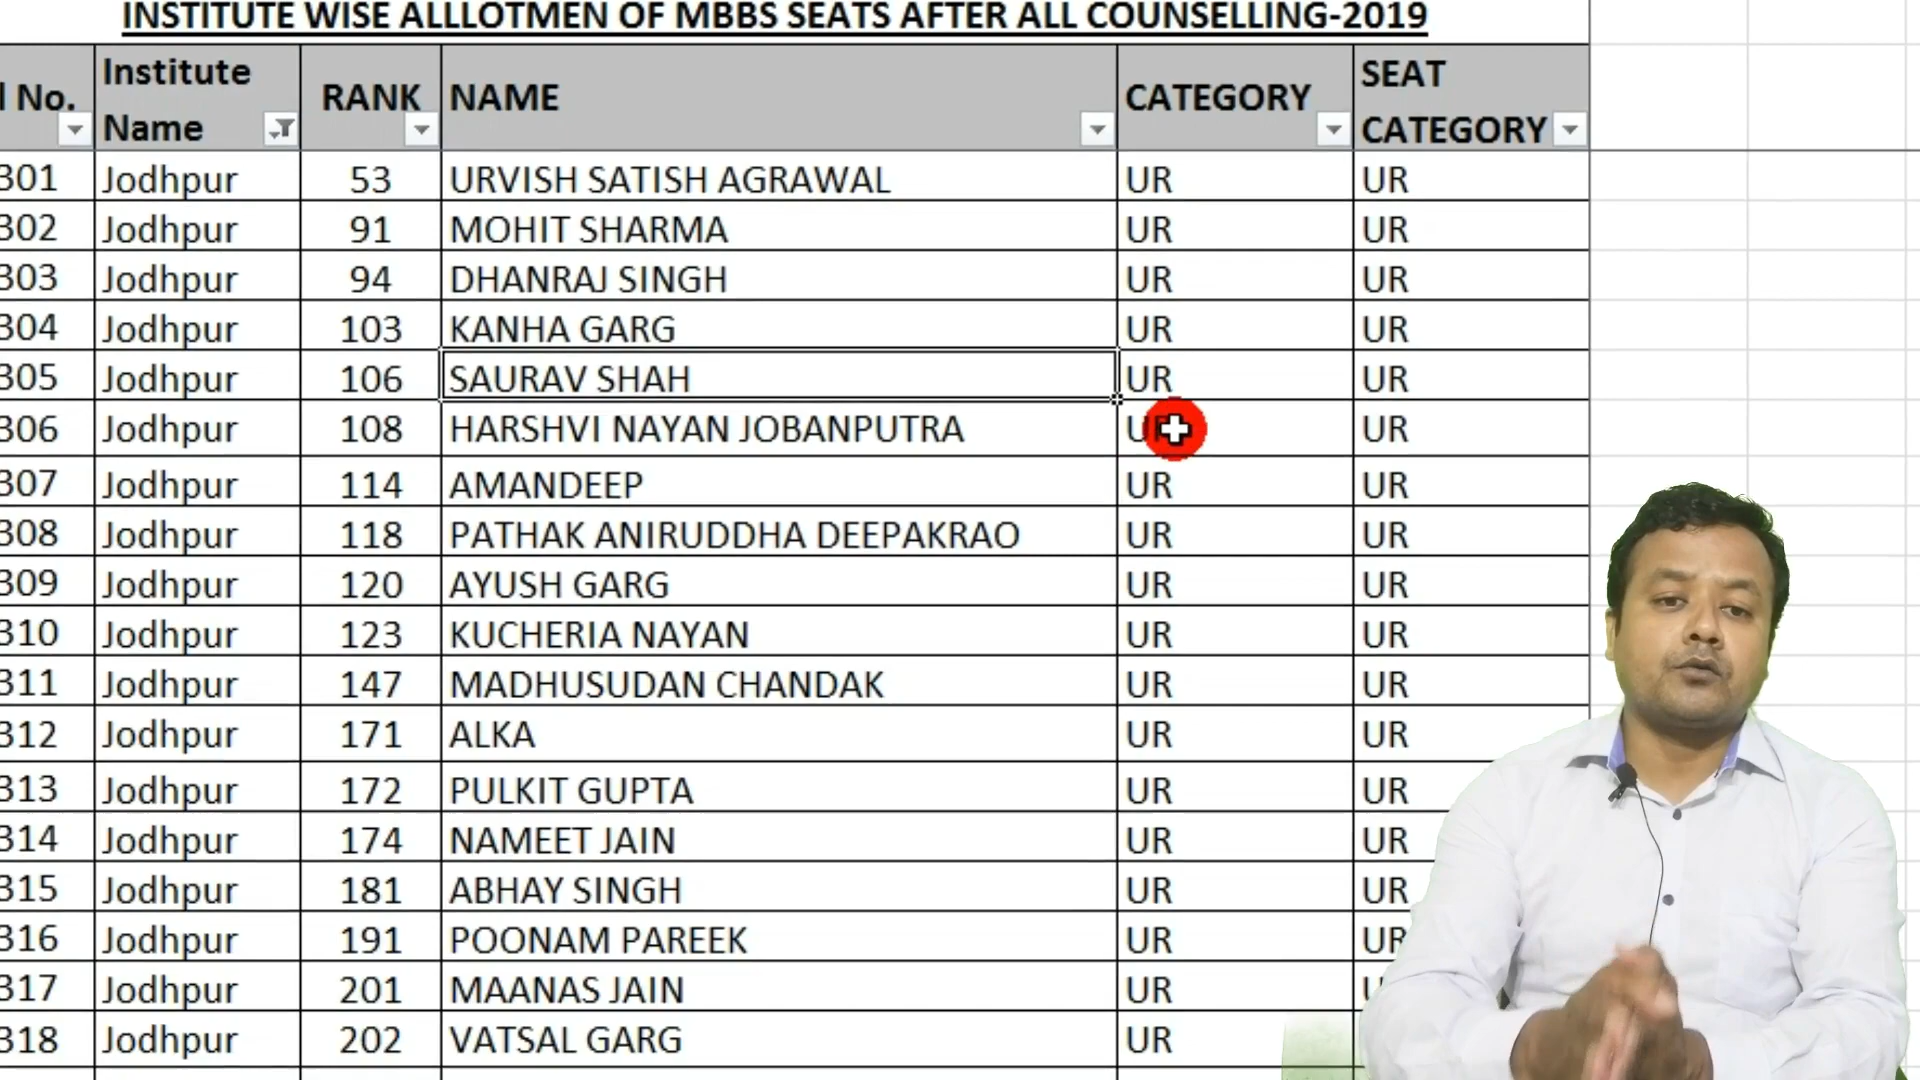 INSTITUTE WISE ALLLOTMEN OF MBBS SEATS AFTER ALL COUNSELLING-2019
l No. Institute Name RANK NAME CATEGORY SEAT CATEGORY
301 Jodhpur 53 URVISH SATISH AGRAWAL UR UR
302 Jodhpur 91 MOHIT SHARMA UR UR
303 Jodhpur 94 DHANRAJ SINGH UR UR
304 Jodhpur 103 KANHA GARG UR UR
305 Jodhpur 106 SAURAV SHAH UR UR
306 Jodhpur 108 HARSHVI NAYAN JOBANPUTRA UR UR
307 Jodhpur 114 AMANDEEP UR UR
308 Jodhpur 118 PATHAK ANIRUDDHA DEEPAKRAO UR UR
309 Jodhpur 120 AYUSH GARG UR UR
310 Jodhpur 123 KUCHERIA NAYAN UR UR
311 Jodhpur 147 MADHUSUDAN CHANDAK UR UR
312 Jodhpur 171 ALKA UR UR
313 Jodhpur 172 PULKIT GUPTA UR UR
314 Jodhpur 174 NAMEET JAIN UR UR
315 Jodhpur 181 ABHAY SINGH UR UR
316 Jodhpur 191 POONAM PAREEK UR UR
317 Jodhpur 201 MAANAS JAIN UR
318 Jodhpur 202 VATSAL GARG UR